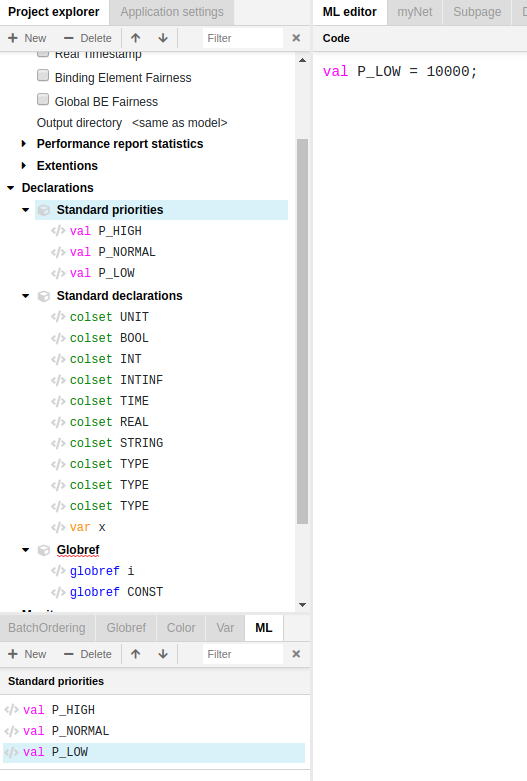 Project explorer
Application settings
New
Delete
Filter
Real Timestamp
Binding Element Fairness
Global BE Fairness
Output directory <same as model>
Performance report statistics
Extentions
Declarations
Standard priorities
val P_HIGH
val P_NORMAL
val P_LOW
Standard declarations
colset UNIT
colset BOOL
colset INT
colset INTINF
colset TIME
colset REAL
colset STRING
colset TYPE
colset TYPE
colset TYPE
var x
Globref
globref i
globref CONST
BatchOrdering
Globref
Color
Var
ML
New
Delete
Filter
Standard priorities
val P_HIGH
val P_NORMAL
val P_LOW
ML editor
myNet
Subpage
Code
val P_LOW = 10000;